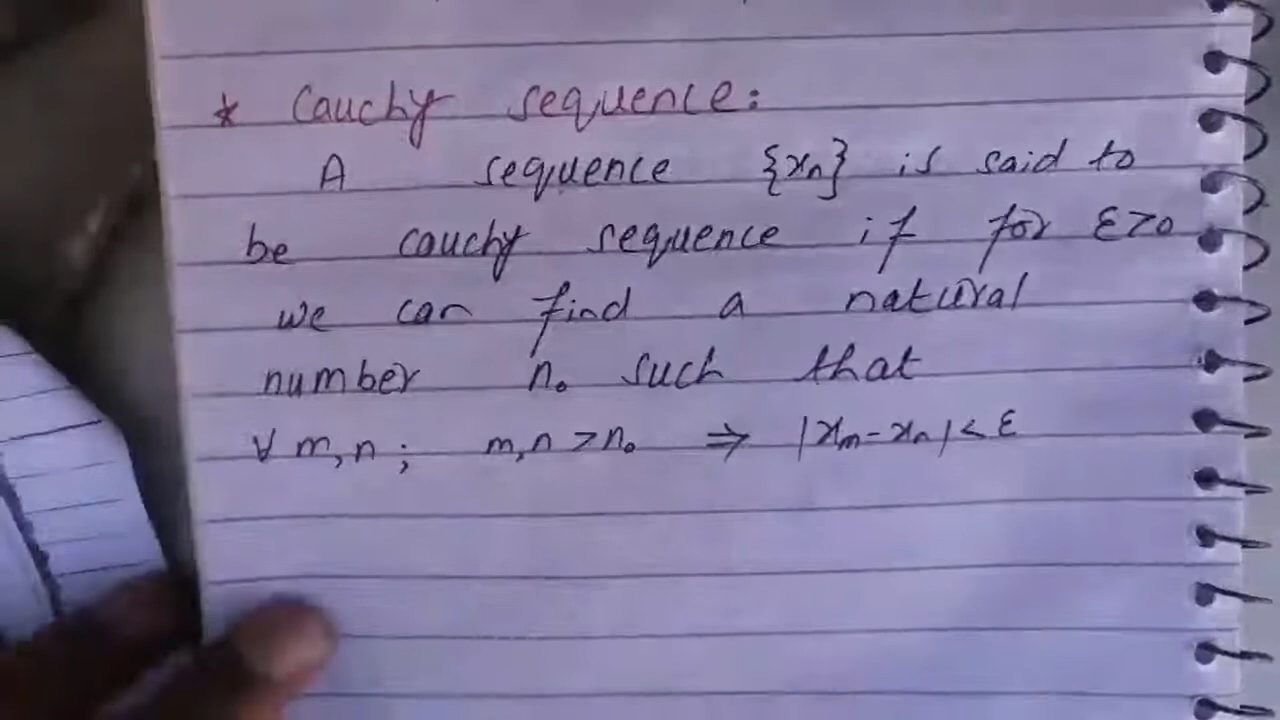 * Cauchy sequence:
A sequence {xₙ} is said to
be cauchy sequence if for ε>0
we can find a natural
number n₀ such that
∀ m,n ; m,n > n₀ ⇒ |xₘ-xₙ| < ε